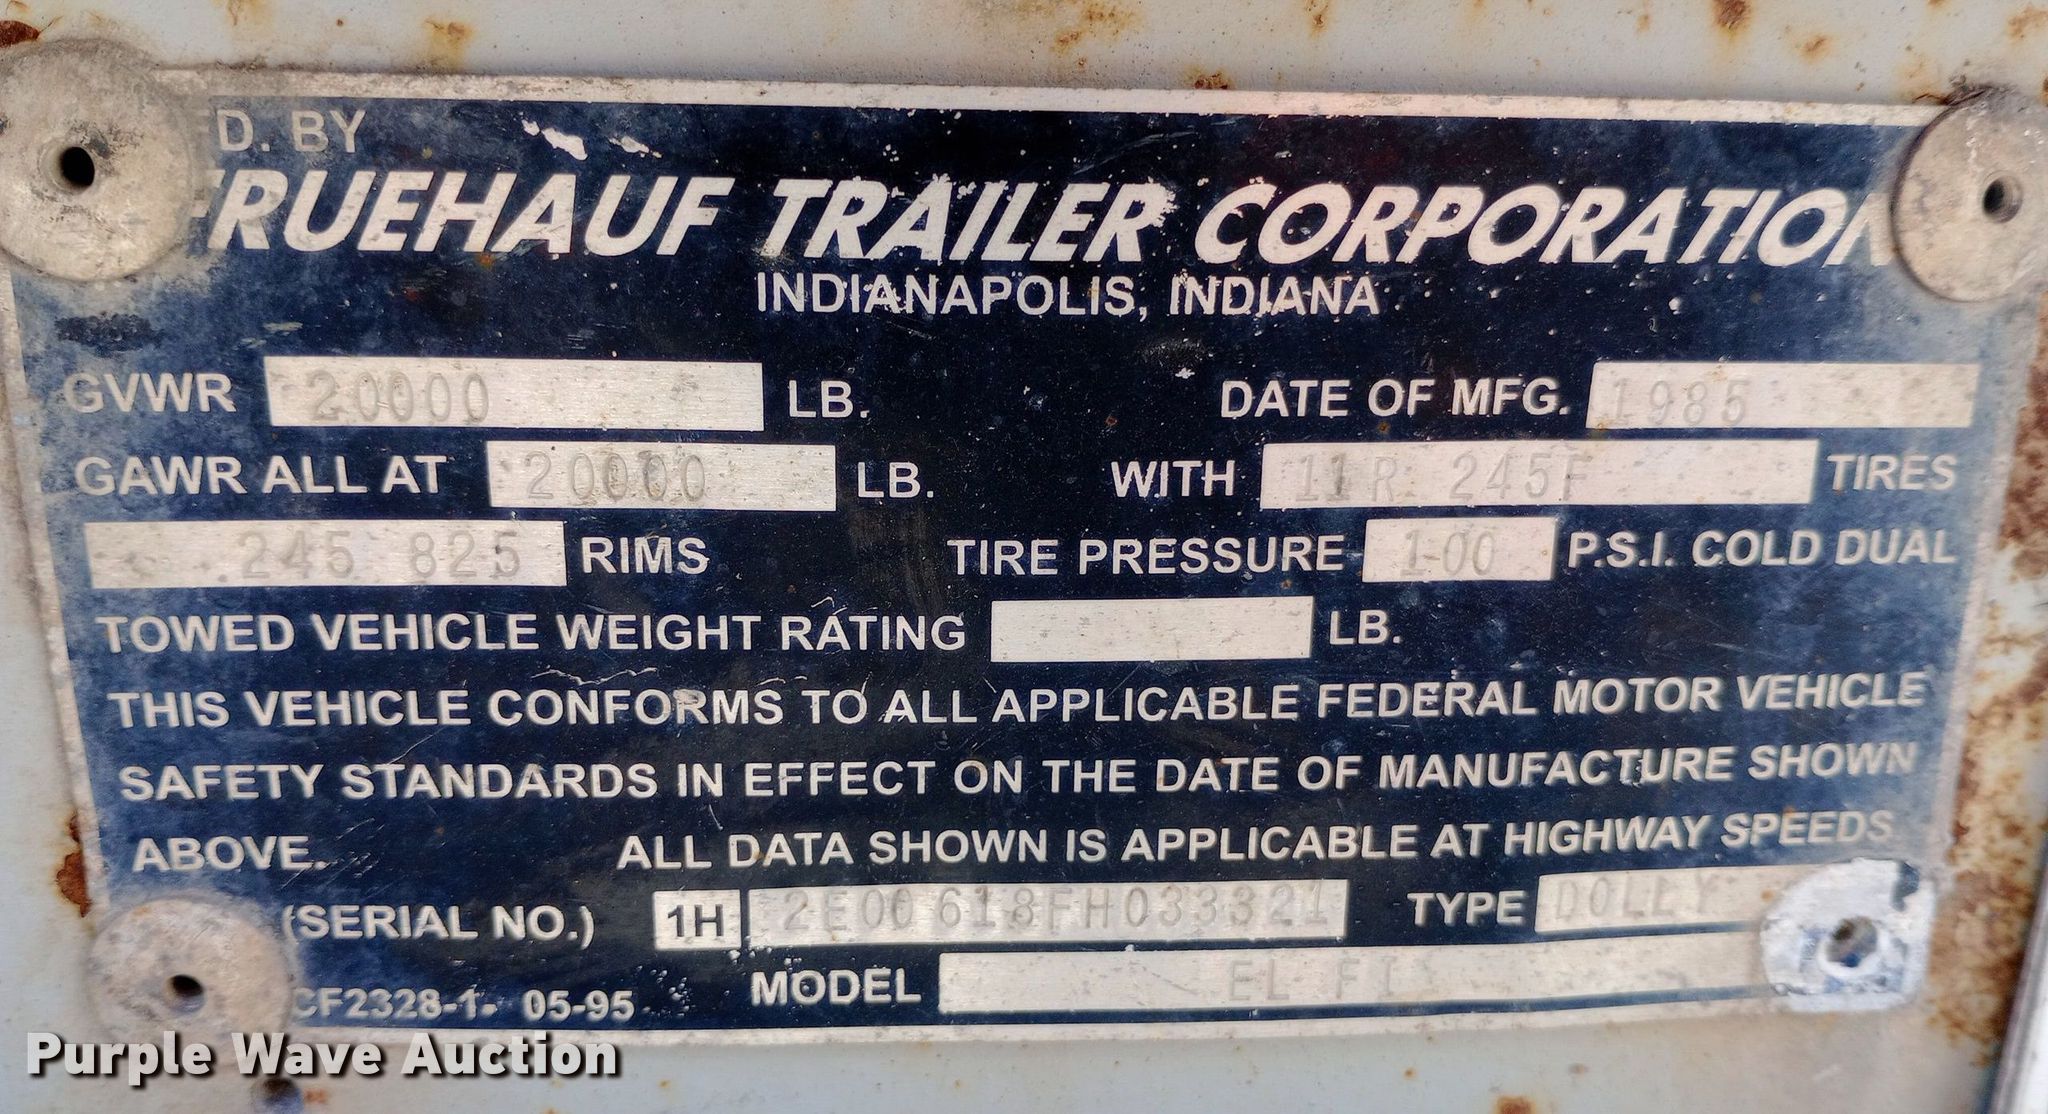 D. BY
FRUEHAUF TRAILER CORPORATION
INDIANAPOLIS, INDIANA
GVWR 20000 LB. DATE OF MFG. 1985
GAWR ALL AT 20000 LB. WITH 11R 245F TIRES
245 825 RIMS TIRE PRESSURE 100 P.S.I. COLD DUAL
TOWED VEHICLE WEIGHT RATING LB.
THIS VEHICLE CONFORMS TO ALL APPLICABLE FEDERAL MOTOR VEHICLE
SAFETY STANDARDS IN EFFECT ON THE DATE OF MANUFACTURE SHOWN
ABOVE. ALL DATA SHOWN IS APPLICABLE AT HIGHWAY SPEEDS
(SERIAL NO.) 1H 2E00618FH033321 TYPE DOLLY
CF2328-1- 05-95 MODEL EL
Purple Wave Auction